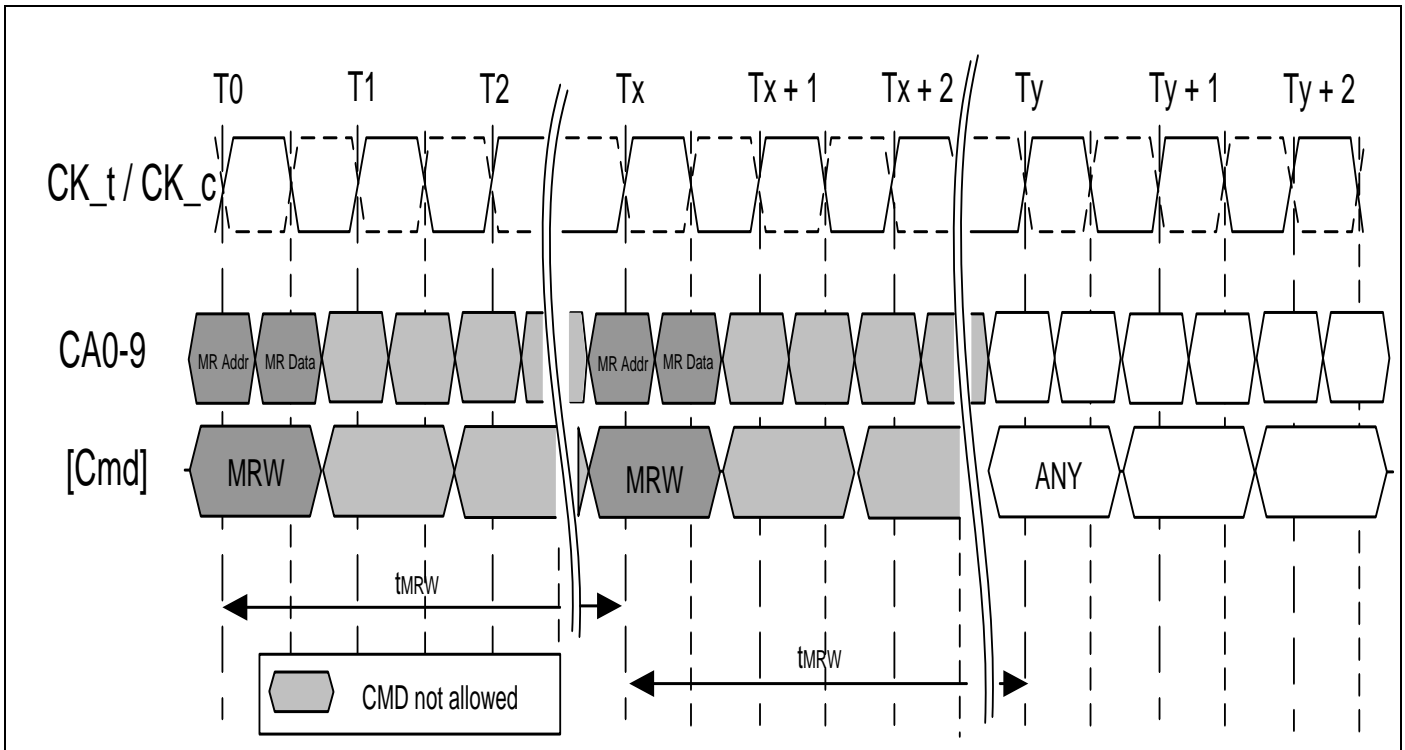 T0 T1 T2 Tx Tx + 1 Tx + 2 Ty Ty + 1 Ty + 2
CK_t / CK_c
CA0-9 MR Addr MR Data MR Addr MR Data
[Cmd] MRW MRW ANY
tMRW
tMRW
CMD not allowed